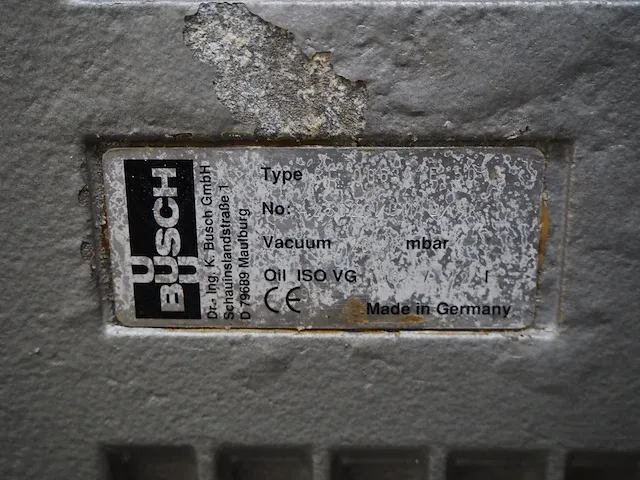 BUSCH
BUSCH
Dr.- Ing. K. Busch GmbH
Schauinslandstraße 1
D 79689 Maulburg
Type
No:
Vacuum mbar
Oil ISO VG / l
CE
Made in Germany